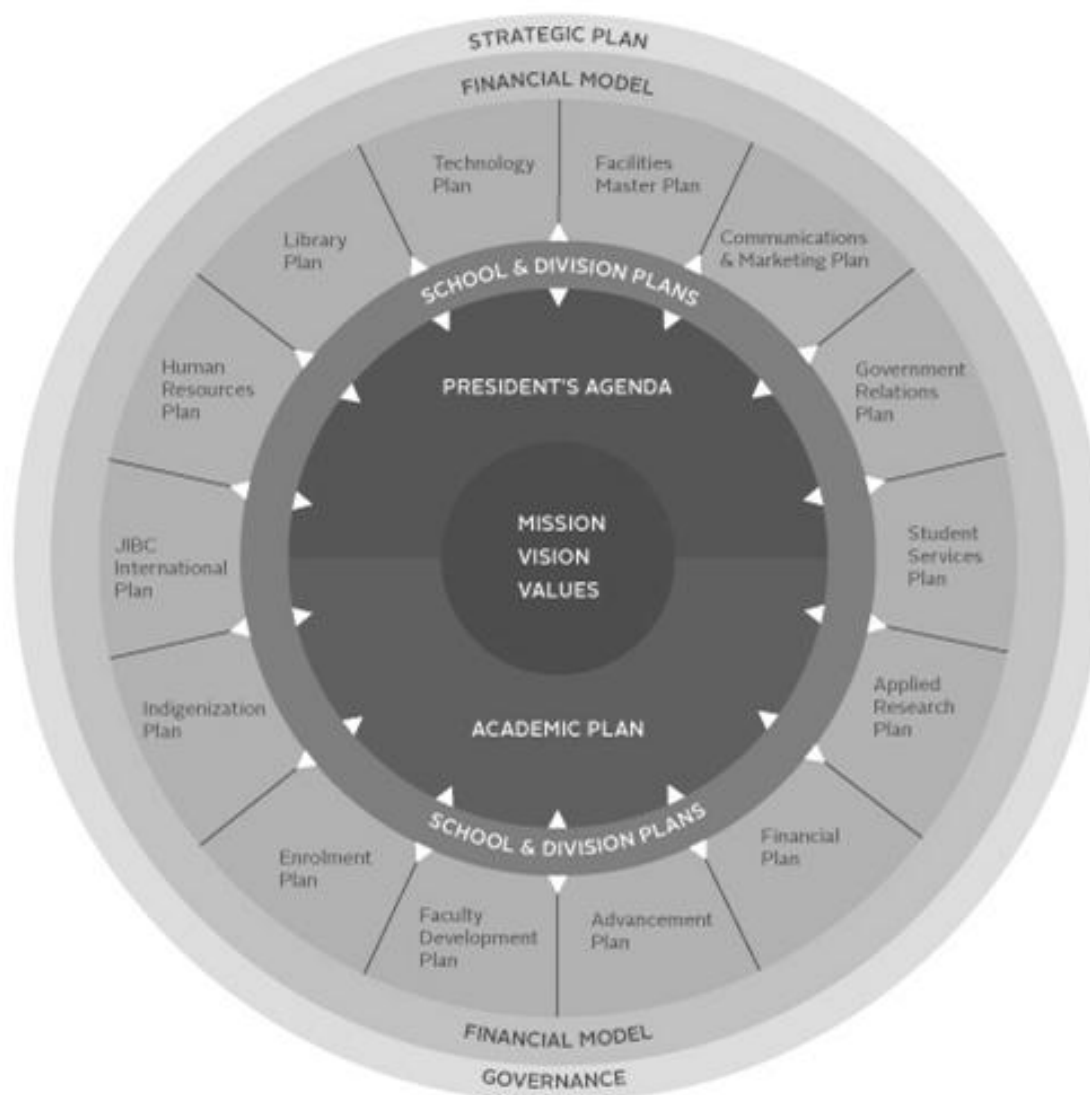 STRATEGIC PLAN
FINANCIAL MODEL
Technology
Plan
Facilities
Master Plan
Library
Plan
Communications
& Marketing Plan
SCHOOL & DIVISION PLANS
Human
Resources
Plan
PRESIDENT'S AGENDA
Government
Relations
Plan
JIBC
International
Plan
MISSION
VISION
VALUES
Student
Services
Plan
Indigenization
Plan
ACADEMIC PLAN
Applied
Research
Plan
SCHOOL & DIVISION PLANS
Enrolment
Plan
Financial
Plan
Faculty
Development
Plan
Advancement
Plan
FINANCIAL MODEL
GOVERNANCE